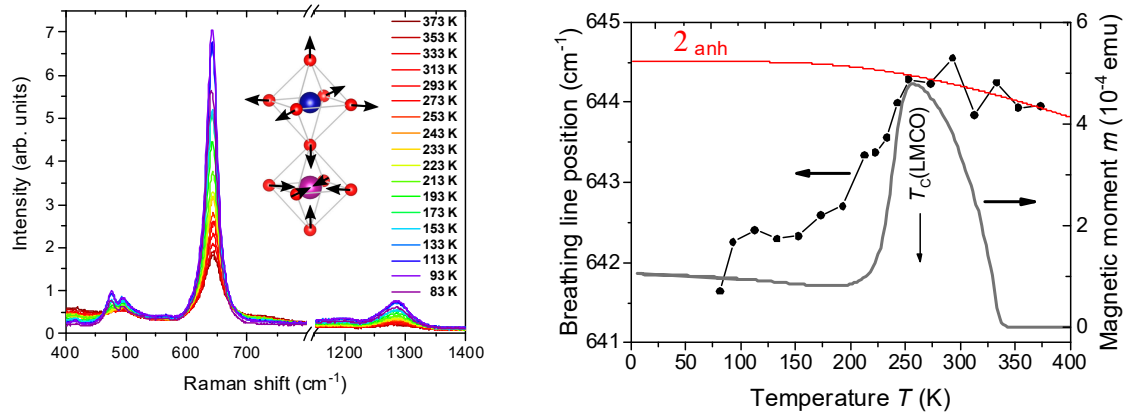 7
6
5
4
3
2
1
0
Intensity (arb. units)
373 K
353 K
333 K
313 K
293 K
273 K
253 K
243 K
233 K
223 K
213 K
193 K
173 K
153 K
133 K
113 K
93 K
83 K
400 500 600 700 1200 1300 1400
Raman shift (cm⁻¹)
645
644
643
642
641
Breathing line position (cm⁻¹)
2 anh
T_C(LMCO)
6
4
2
0
Magnetic moment m (10⁻⁴ emu)
0 50 100 150 200 250 300 350 400
Temperature T (K)